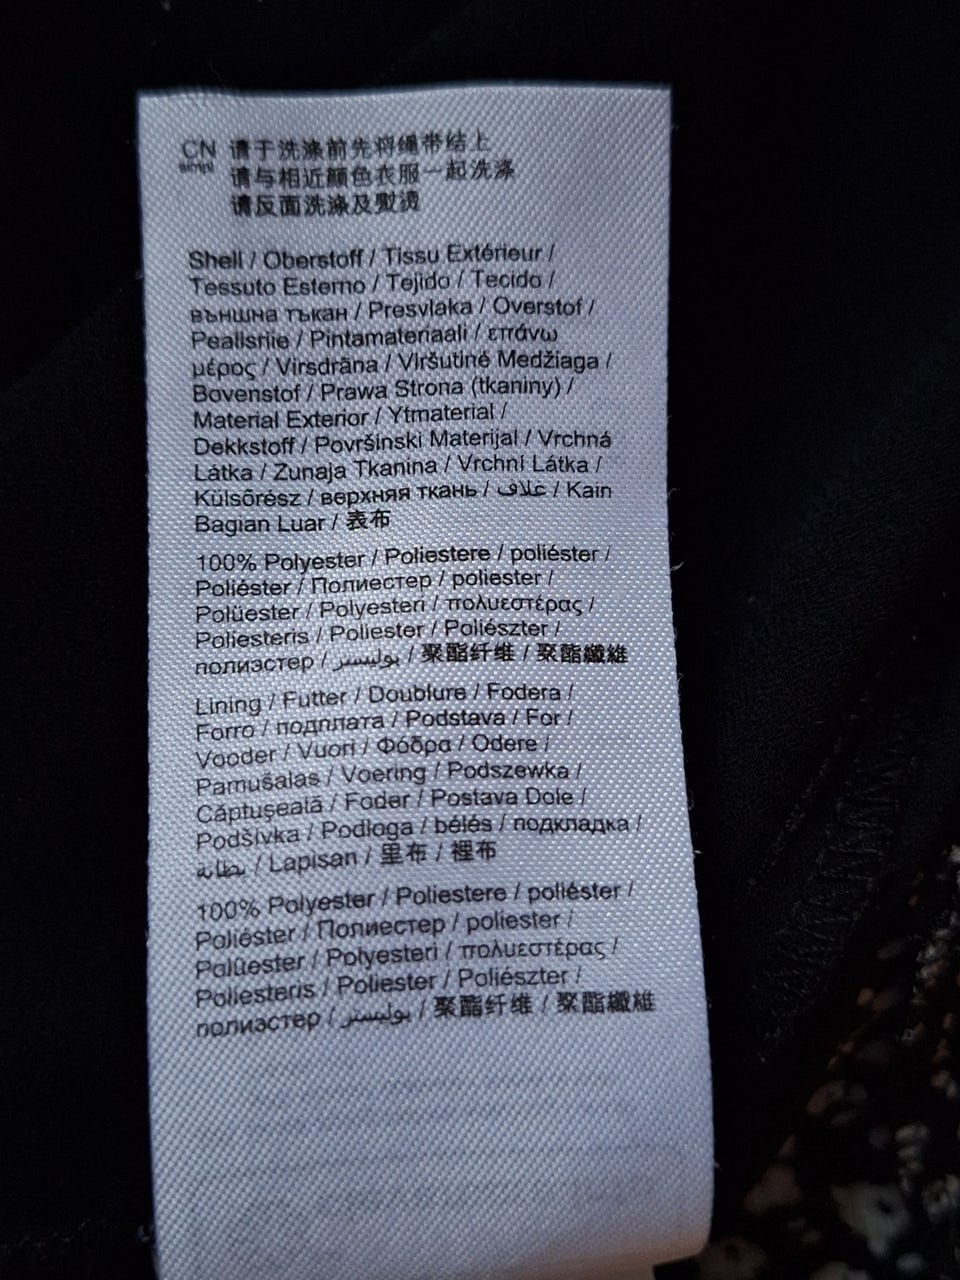 CN 请于洗涤前先将绳带结上
simpl 请与相近颜色衣服一起洗涤
请反面洗涤及熨烫
Shell / Oberstoff / Tissu Extérieur /
Tessuto Esterno / Tejido / Tecido /
външна тъкан / Presvlaka / Overstof /
Pealisriie / Pintamateriaali / επάνω
μέρος / Virsdrāna / Viršutinė Medžiaga /
Bovenstof / Prawa Strona (tkaniny) /
Material Exterior / Ytmaterial /
Dekkstoff / Površinski Materijal / Vrchná
Látka / Zunaja Tkanina / Vrchní Látka /
Külsőrész / верхняя ткань / غلاف / Kain
Bagian Luar / 表布
100% Polyester / Poliestere / poliéster /
Poliéster / Полиестер / poliester /
Polüester / Polyesteri / πολυεστέρας /
Poliesteris / Poliester / Poliészter /
полиэстер / بوليستر / 聚酯纤维 / 聚酯纖維
Lining / Futter / Doublure / Fodera /
Forro / подплата / Podstava / For /
Vooder / Vuori / Φόδρα / Odere /
Pamušalas / Voering / Podszewka /
Căptuşeală / Foder / Postava Dole /
Podšívka / Podloga / bélés / подкладка /
بطانة / Lapisan / 里布 / 裡布
100% Polyester / Poliestere / poliéster /
Poliéster / Полиестер / poliester /
Polüester / Polyesteri / πολυεστέρας /
Poliesteris / Poliester / Poliészter /
полиэстер / بوليستر / 聚酯纤维 / 聚酯纖維